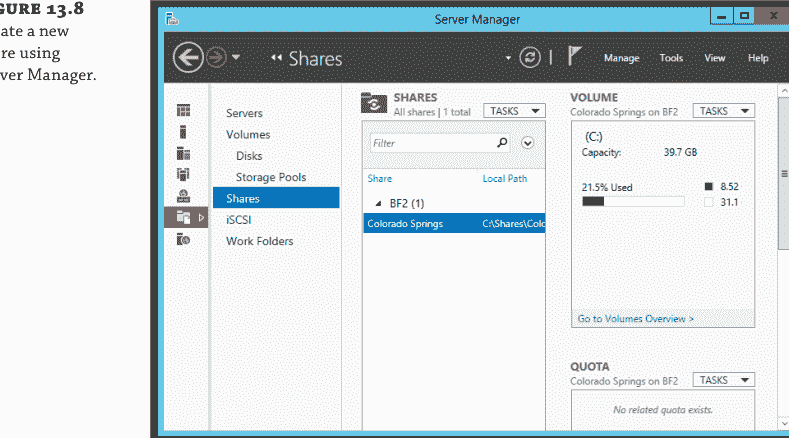 GURE 13.8
ate a new
re using
ver Manager.
Server Manager
Shares
Manage Tools View Help
Servers
Volumes
Disks
Storage Pools
Shares
iSCSI
Work Folders
SHARES
All shares | 1 total
TASKS
Filter
Share Local Path
BF2 (1)
Colorado Springs C:\Shares\Colo
VOLUME
Colorado Springs on BF2
TASKS
(C:)
Capacity: 39.7 GB
21.5% Used
8.52
31.1
Go to Volumes Overview >
QUOTA
Colorado Springs on BF2
TASKS
No related quota exists.